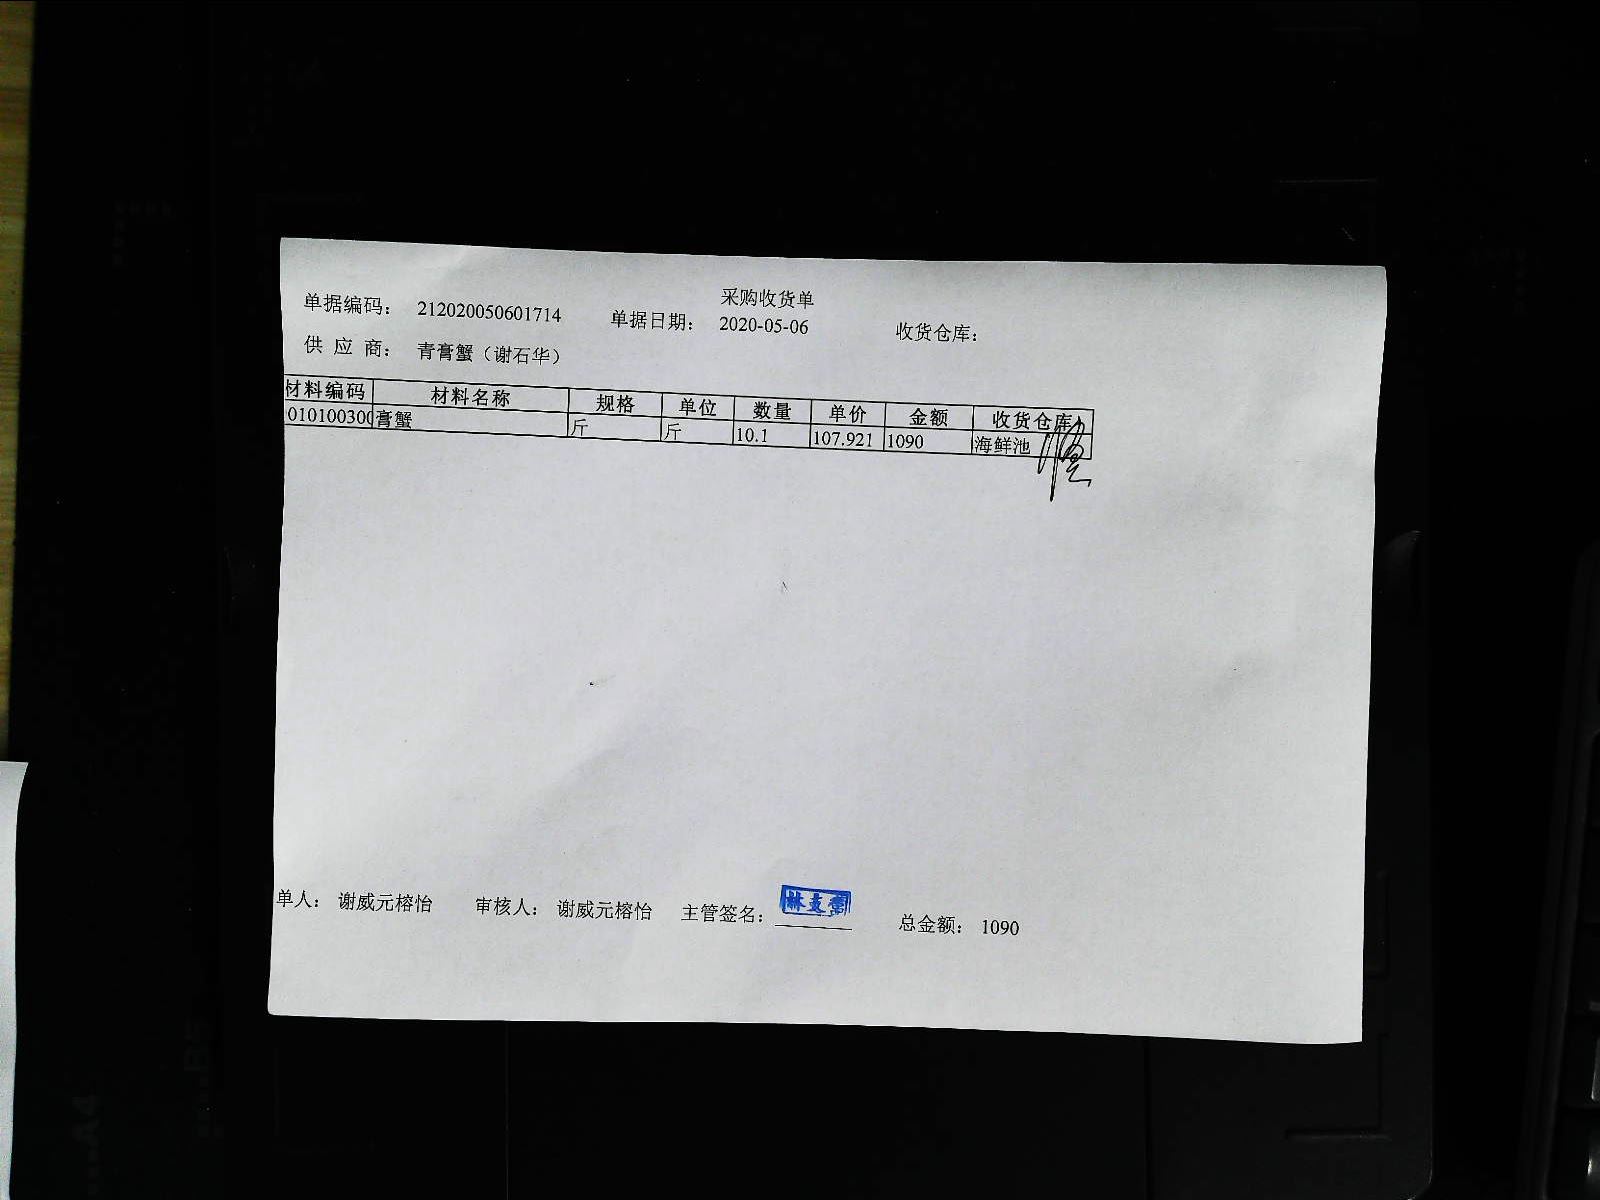 采购收货单
单据编码： 212020050601714 单据日期： 2020-05-06 收货仓库：
供 应 商： 青膏蟹（谢石华）
材料编码 材料名称 规格 单位 数量 单价 金额 收货仓库
010100300 膏蟹 斤 斤 10.1 107.921 1090 海鲜池
单人： 谢威元榕怡 审核人： 谢威元榕怡 主管签名： 总金额： 1090